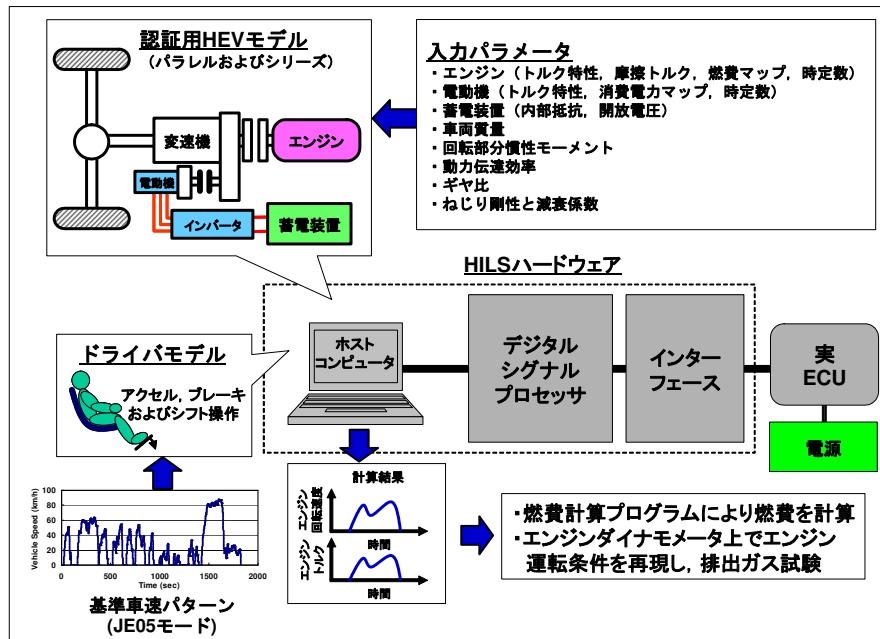 認証用HEVモデル
(パラレルおよびシリーズ)
変速機
エンジン
電動機
インバータ
蓄電装置
入力パラメータ
・エンジン（トルク特性，摩擦トルク，燃費マップ，時定数）
・電動機（トルク特性，消費電力マップ，時定数）
・蓄電装置（内部抵抗，開放電圧）
・車両質量
・回転部分慣性モーメント
・動力伝達効率
・ギヤ比
・ねじり剛性と減衰係数
HILSハードウェア
ホスト
コンピュータ
デジタル
シグナル
プロセッサ
インター
フェース
実
ECU
電源
ドライバモデル
アクセル，ブレーキ
およびシフト操作
Vehicle Speed (km/h)
100
80
60
40
20
0
0
500
1000
1500
2000
Time (sec)
基準車速パターン
(JE05モード)
計算結果
エンジン
回転速度
時間
エンジン
トルク
時間
・燃費計算プログラムにより燃費を計算
・エンジンダイナモメータ上でエンジン
運転条件を再現し，排出ガス試験